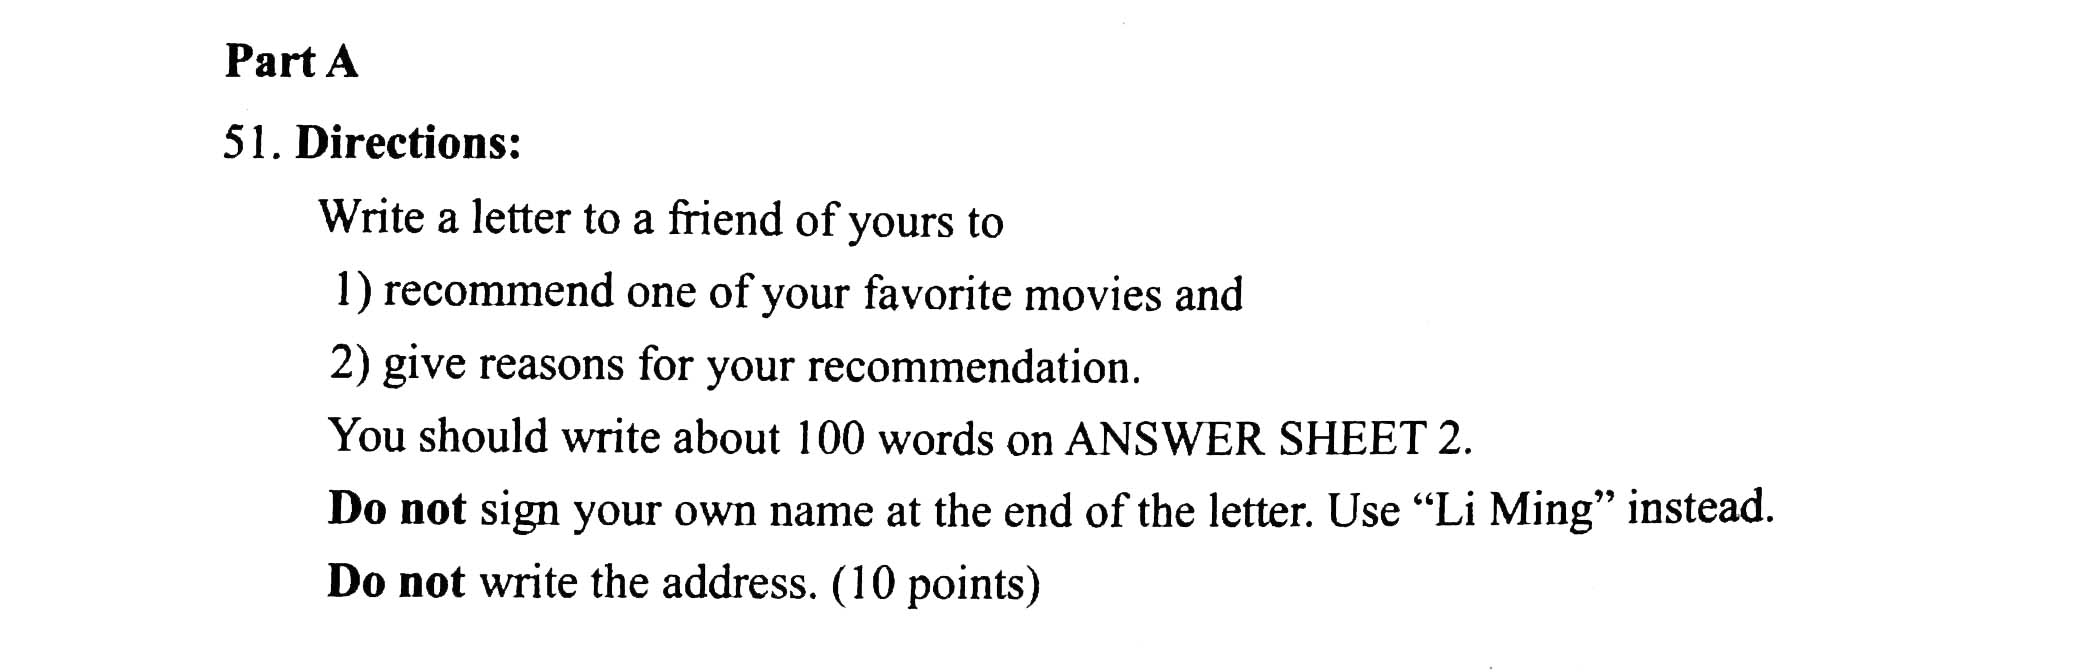 Part A
51. Directions:
Write a letter to a friend of yours to
1) recommend one of your favorite movies and
2) give reasons for your recommendation.
You should write about 100 words on ANSWER SHEET 2.
Do not sign your own name at the end of the letter. Use “Li Ming” instead.
Do not write the address. (10 points)